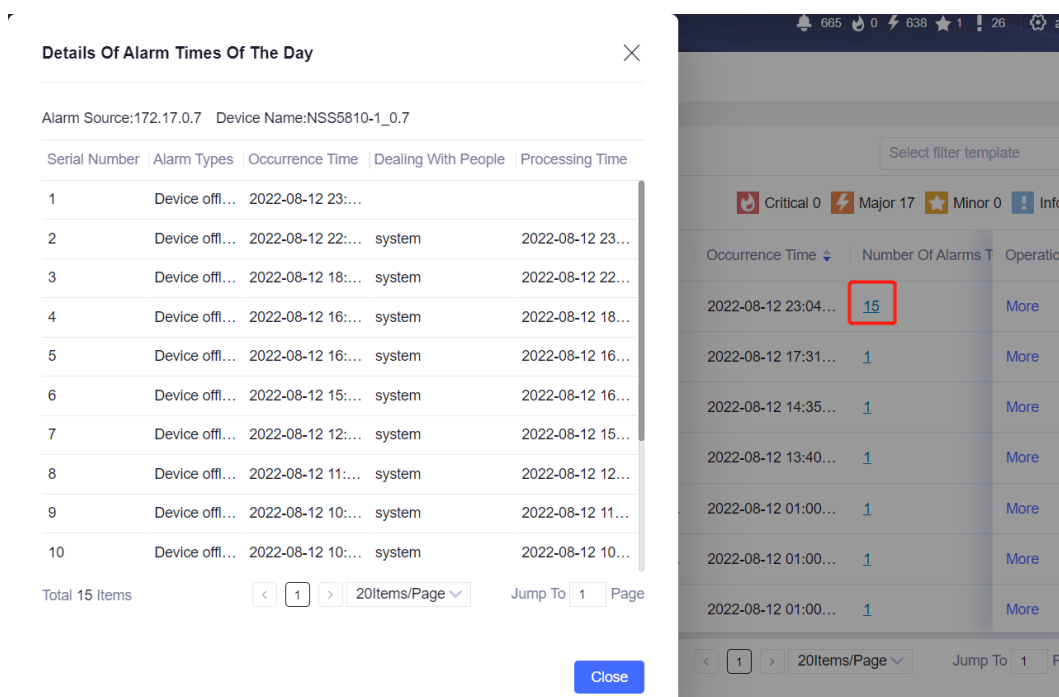 665 0 638 1 26 a
Details Of Alarm Times Of The Day
Alarm Source:172.17.0.7 Device Name:NSS5810-1_0.7
Serial Number Alarm Types Occurrence Time Dealing With People Processing Time
1 Device offl... 2022-08-12 23:...
2 Device offl... 2022-08-12 22:... system 2022-08-12 23...
3 Device offl... 2022-08-12 18:... system 2022-08-12 22...
4 Device offl... 2022-08-12 16:... system 2022-08-12 18...
5 Device offl... 2022-08-12 16:... system 2022-08-12 16...
6 Device offl... 2022-08-12 15:... system 2022-08-12 16...
7 Device offl... 2022-08-12 12:... system 2022-08-12 15...
8 Device offl... 2022-08-12 11:... system 2022-08-12 12...
9 Device offl... 2022-08-12 10:... system 2022-08-12 11...
10 Device offl... 2022-08-12 10:... system 2022-08-12 10...
Total 15 Items < 1 > 20Items/Page Jump To 1 Page
Close
Select filter template
Critical 0 Major 17 Minor 0 Inf
Occurrence Time Number Of Alarms T Operatio
2022-08-12 23:04... 15 More
2022-08-12 17:31... 1 More
2022-08-12 14:35... 1 More
2022-08-12 13:40... 1 More
2022-08-12 01:00... 1 More
2022-08-12 01:00... 1 More
2022-08-12 01:00... 1 More
< 1 > 20Items/Page Jump To 1 P